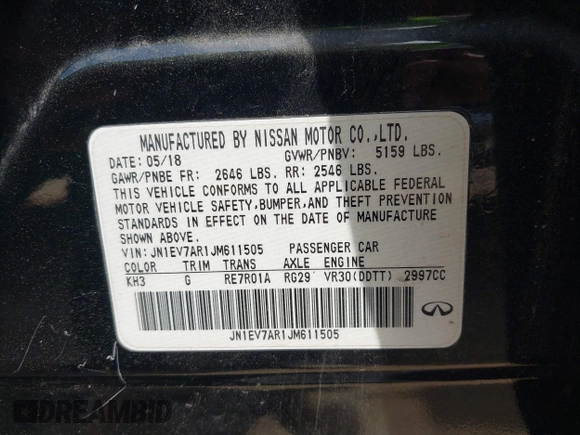 MANUFACTURED BY NISSAN MOTOR CO.,LTD.
DATE: 05/18 GVWR/PNBV: 5159 LBS.
GAWR/PNBE FR: 2646 LBS. RR: 2546 LBS.
THIS VEHICLE CONFORMS TO ALL APPLICABLE FEDERAL
MOTOR VEHICLE SAFETY,BUMPER,AND THEFT PREVENTION
STANDARDS IN EFFECT ON THE DATE OF MANUFACTURE
SHOWN ABOVE.
VIN: JN1EV7AR1JM611505 PASSENGER CAR
COLOR TRIM TRANS AXLE ENGINE
KH3 G RE7R01A RG29 VR30(DDTT) 2997CC
JN1EV7AR1JM611505
DREAMBID